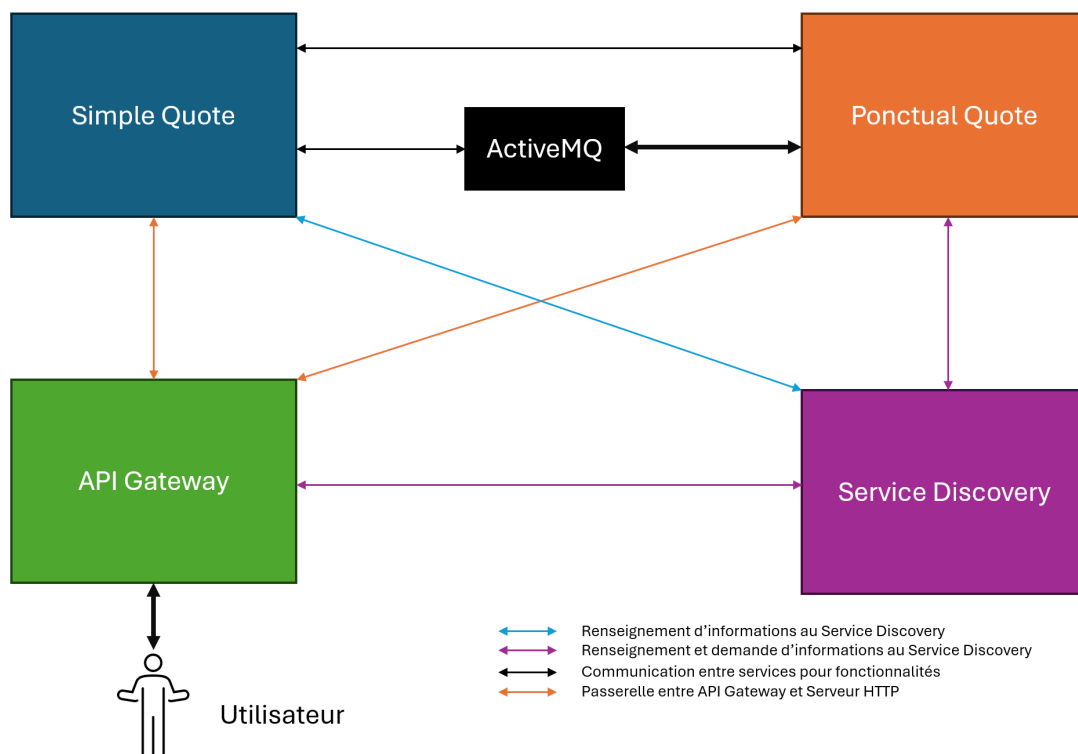 Simple Quote
Ponctual Quote
ActiveMQ
API Gateway
Service Discovery
Renseignement d’informations au Service Discovery
Renseignement et demande d’informations au Service Discovery
Communication entre services pour fonctionnalités
Passerelle entre API Gateway et Serveur HTTP
Utilisateur